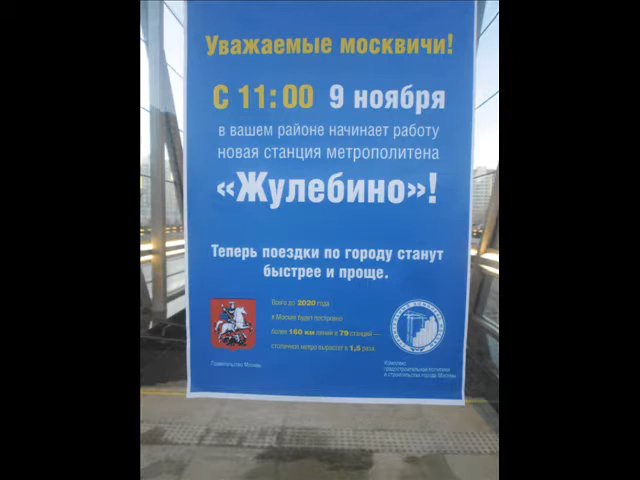 Уважаемые москвичи!
С 11:00 9 ноября
в вашем районе начинает работу
новая станция метрополитена
«Жулебино»!
Теперь поездки по городу станут
быстрее и проще.
Всего до 2020 года
в Москве будет построено
более 160 км линий и 79 станций —
столичное метро вырастет в 1,5 раза.
Правительство Москвы
Комплекс
градостроительной политики
и строительства города Москвы